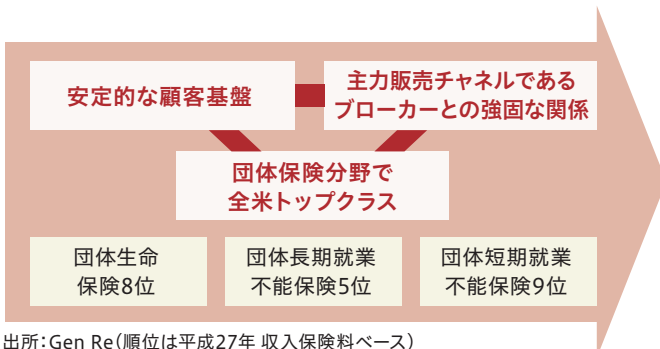 安定的な顧客基盤
主力販売チャネルである
ブローカーとの強固な関係
団体保険分野で
全米トップクラス
団体生命
保険8位
団体長期就業
不能保険5位
団体短期就業
不能保険9位
出所：Gen Re（順位は平成27年 収入保険料ベース）